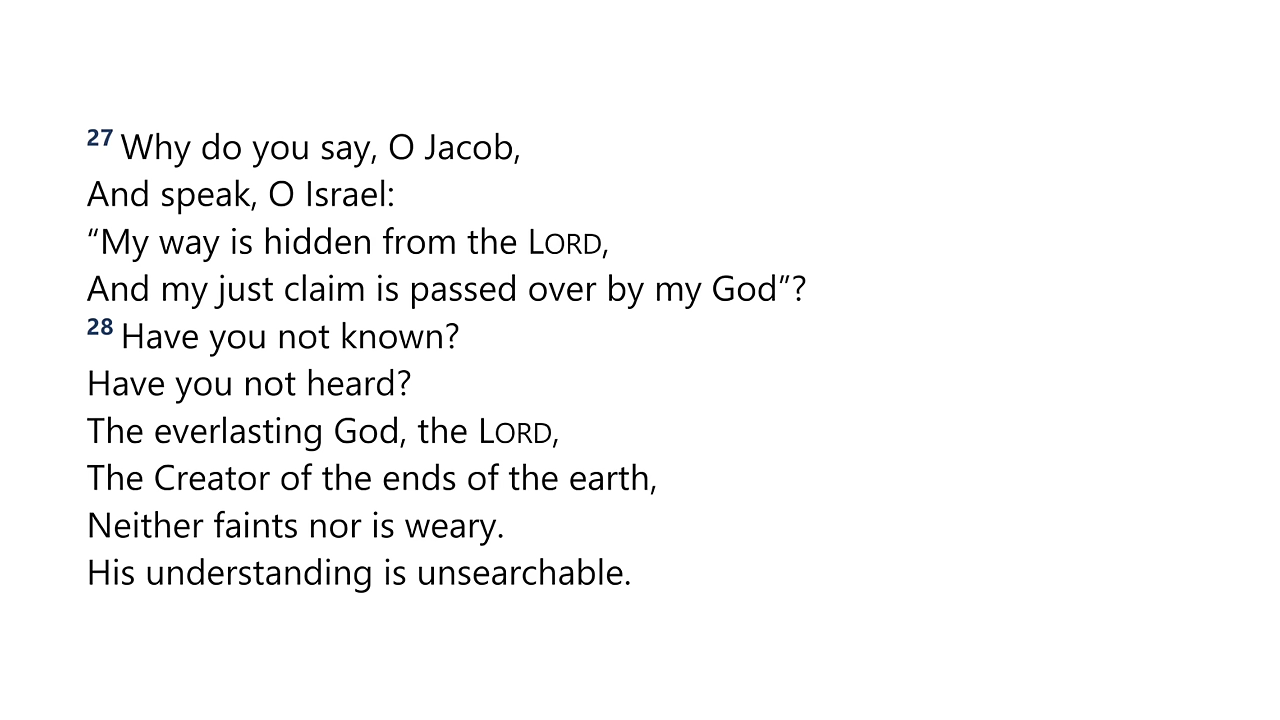 27 Why do you say, O Jacob,
And speak, O Israel:
“My way is hidden from the LORD,
And my just claim is passed over by my God”?
28 Have you not known?
Have you not heard?
The everlasting God, the LORD,
The Creator of the ends of the earth,
Neither faints nor is weary.
His understanding is unsearchable.